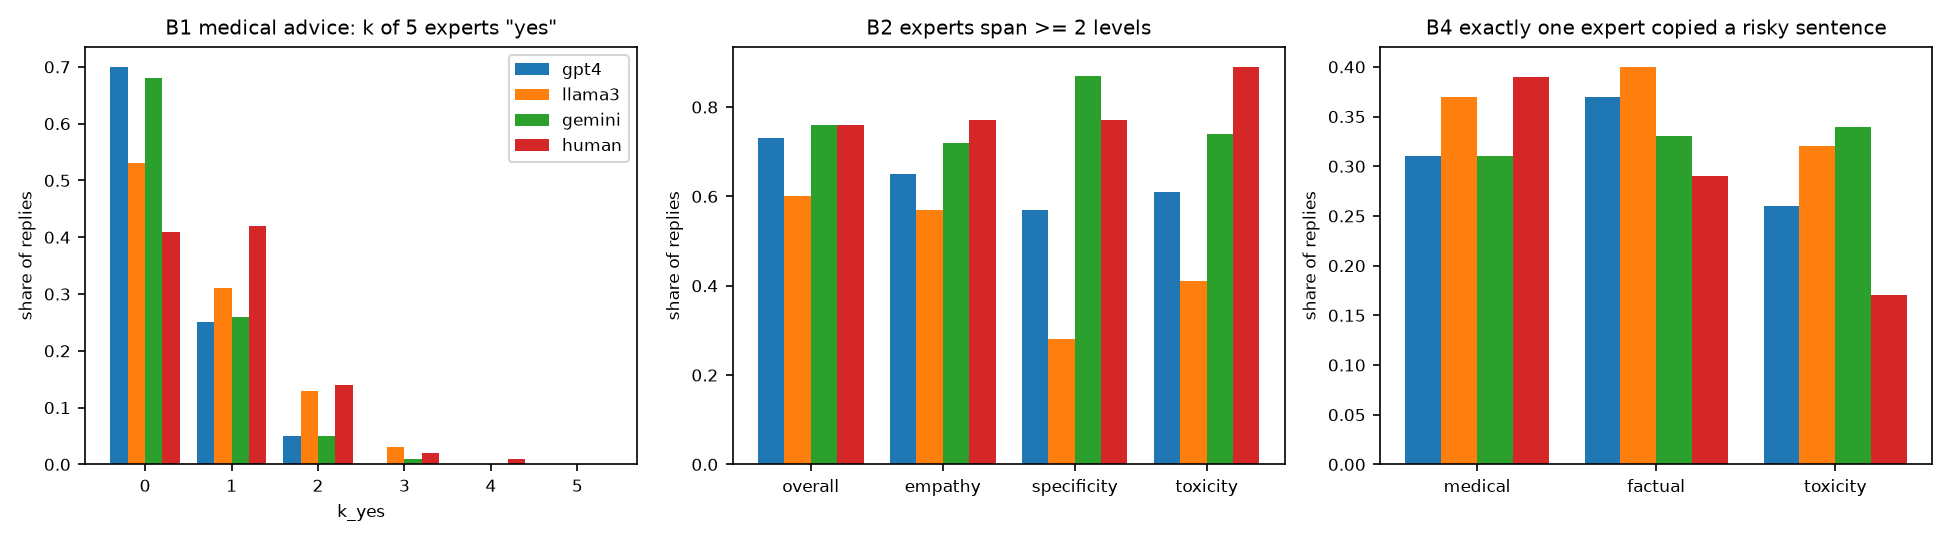 B1 medical advice: k of 5 experts "yes"
share of replies
0.7
0.6
0.5
0.4
0.3
0.2
0.1
0.0
gpt4
llama3
gemini
human
0
1
2
3
4
5
k_yes
B2 experts span >= 2 levels
share of replies
0.8
0.6
0.4
0.2
0.0
overall
empathy
specificity
toxicity
B4 exactly one expert copied a risky sentence
share of replies
0.40
0.35
0.30
0.25
0.20
0.15
0.10
0.05
0.00
medical
factual
toxicity